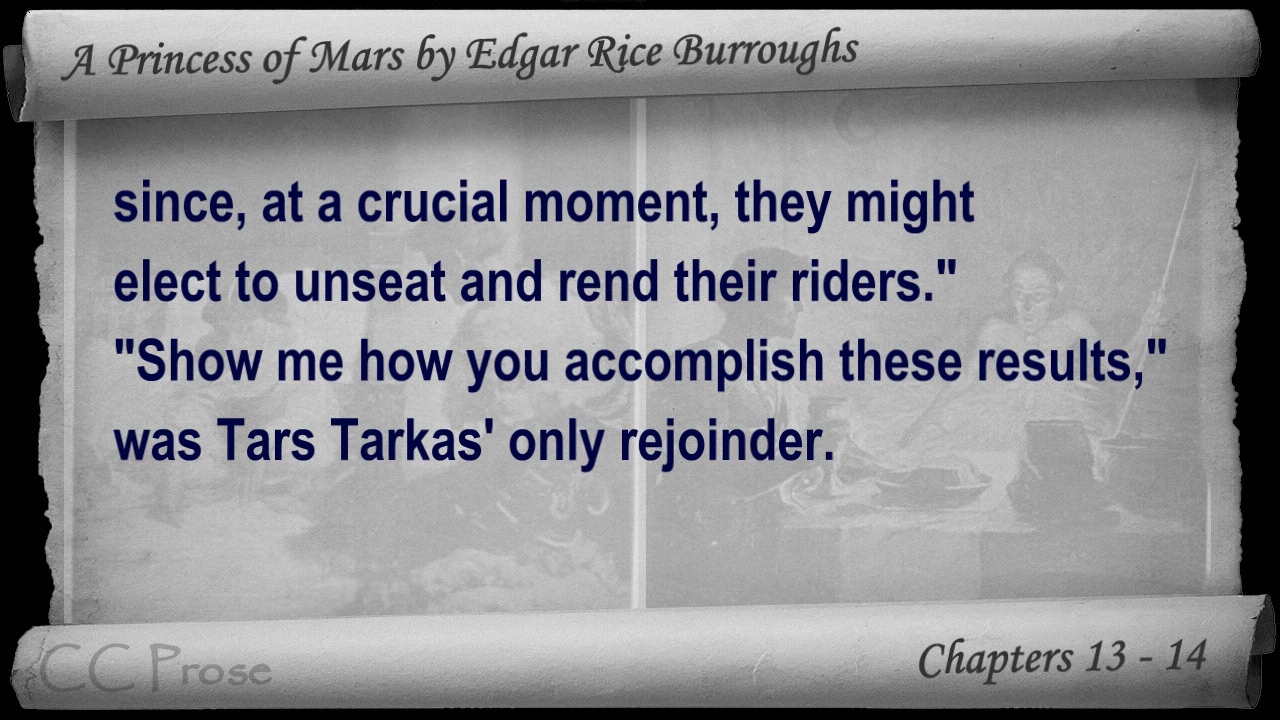 A Princess of Mars by Edgar Rice Burroughs
since, at a crucial moment, they might
elect to unseat and rend their riders."
"Show me how you accomplish these results,"
was Tars Tarkas' only rejoinder.
CC Prose
Chapters 13 - 14